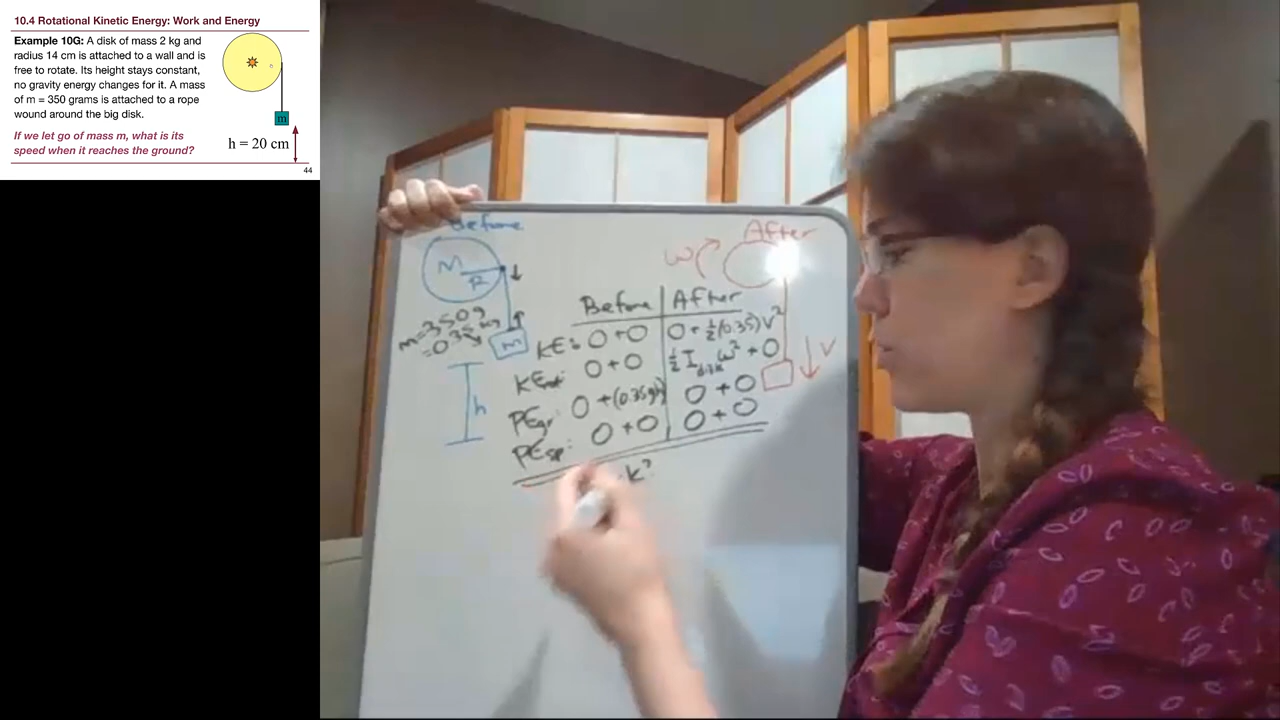 10.4 Rotational Kinetic Energy: Work and Energy
Example 10G: A disk of mass 2 kg and
radius 14 cm is attached to a wall and is
free to rotate. Its height stays constant,
no gravity energy changes for it. A mass
of m = 350 grams is attached to a rope
wound around the big disk.
If we let go of mass m, what is its
speed when it reaches the ground?
m
h = 20 cm
44
Before
M
R
m=350g
=0.35 kg
m
h
After
ω
v
Before After
KE: 0+0 0+½(0.35)v²
KErot: 0+0 ½ I disk ω² + 0
PEgr: 0+(0.35gh) 0+0
PEsp: 0+0 0+0